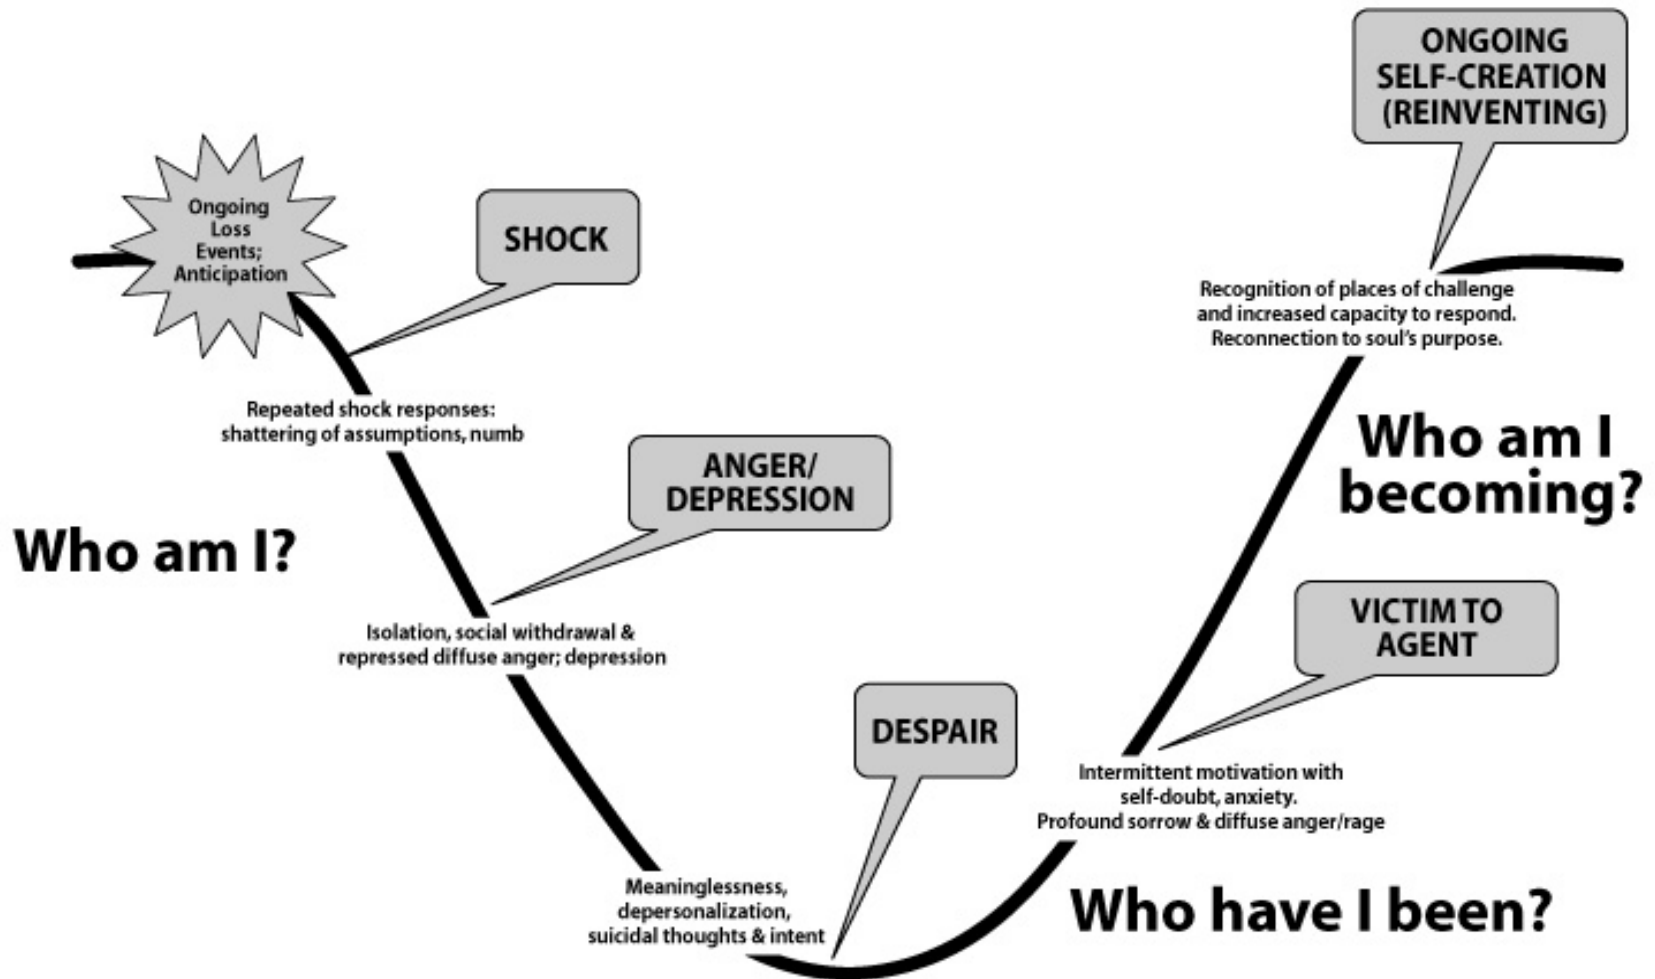 ONGOING
SELF-CREATION
(REINVENTING)
Ongoing
Loss
Events;
Anticipation
SHOCK
Recognition of places of challenge
and increased capacity to respond.
Reconnection to soul's purpose.
Repeated shock responses:
shattering of assumptions, numb
Who am I
becoming?
ANGER/
DEPRESSION
Who am I?
VICTIM TO
AGENT
Isolation, social withdrawal &
repressed diffuse anger; depression
DESPAIR
Intermittent motivation with
self-doubt, anxiety.
Profound sorrow & diffuse anger/rage
Meaninglessness,
depersonalization,
suicidal thoughts & intent
Who have I been?